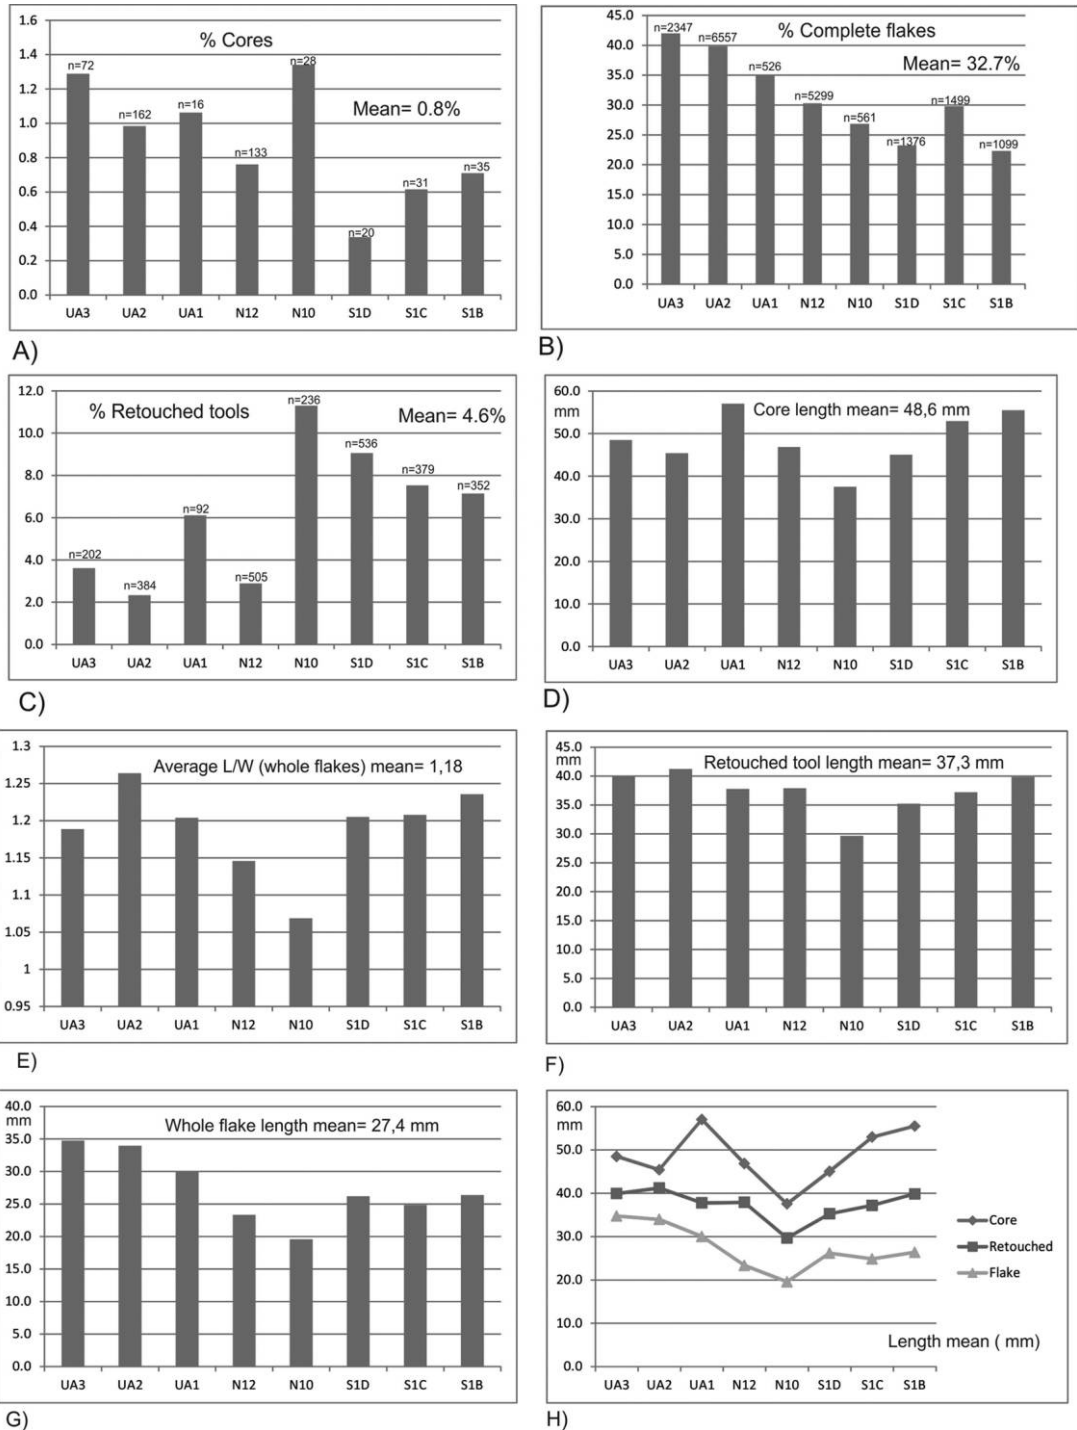 1.6
% Cores
n=72
n=162
n=16
n=133
n=28
n=20
n=31
n=35
Mean= 0.8%
1.4
1.2
1.0
0.8
0.6
0.4
0.2
0.0
UA3 UA2 UA1 N12 N10 S1D S1C S1B
A)
45.0
n=2347
n=6557
n=526
n=5299
n=561
n=1376
n=1499
n=1099
% Complete flakes
Mean= 32.7%
40.0
35.0
30.0
25.0
20.0
15.0
10.0
5.0
0.0
UA3 UA2 UA1 N12 N10 S1D S1C S1B
B)
12.0
% Retouched tools
n=202
n=384
n=92
n=505
n=236
n=536
n=379
n=352
Mean= 4.6%
10.0
8.0
6.0
4.0
2.0
0.0
UA3 UA2 UA1 N12 N10 S1D S1C S1B
C)
60.0
mm
Core length mean= 48,6 mm
50.0
40.0
30.0
20.0
10.0
0.0
UA3 UA2 UA1 N12 N10 S1D S1C S1B
D)
1.3
Average L/W (whole flakes) mean= 1,18
1.25
1.2
1.15
1.1
1.05
1
0.95
UA3 UA2 UA1 N12 N10 S1D S1C S1B
E)
45.0
mm
Retouched tool length mean= 37,3 mm
40.0
35.0
30.0
25.0
20.0
15.0
10.0
5.0
0.0
UA3 UA2 UA1 N12 N10 S1D S1C S1B
F)
40.0
mm
Whole flake length mean= 27,4 mm
35.0
30.0
25.0
20.0
15.0
10.0
5.0
0.0
UA3 UA2 UA1 N12 N10 S1D S1C S1B
G)
60.0
mm
50.0
40.0
30.0
20.0
10.0
0.0
Core
Retouched
Flake
Length mean ( mm)
UA3 UA2 UA1 N12 N10 S1D S1C S1B
H)